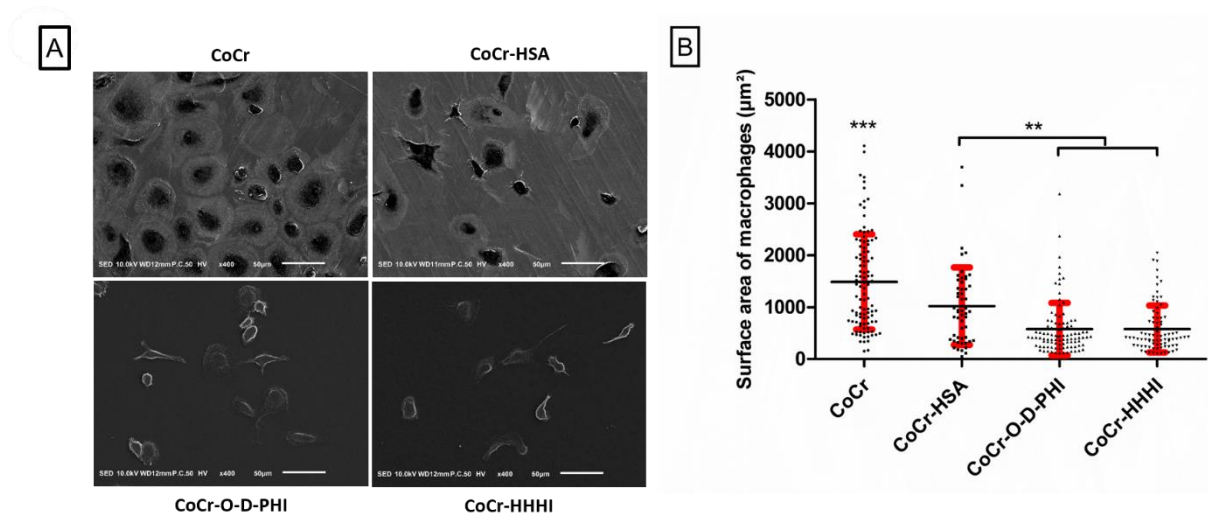 A
CoCr
CoCr-HSA
SED 10.0kV WD12mmP.C.50 HV x400 50µm
SED 10.0kV WD11mmP.C.50 HV x400 50µm
SED 10.0kV WD12mmP.C.50 HV x400 50µm
SED 10.0kV WD12mmP.C.50 HV x400 50µm
CoCr-O-D-PHI
CoCr-HHHI
B
Surface area of macrophages (µm²)
5000
4000
3000
2000
1000
0
***
**
CoCr
CoCr-HSA
CoCr-O-D-PHI
CoCr-HHHI